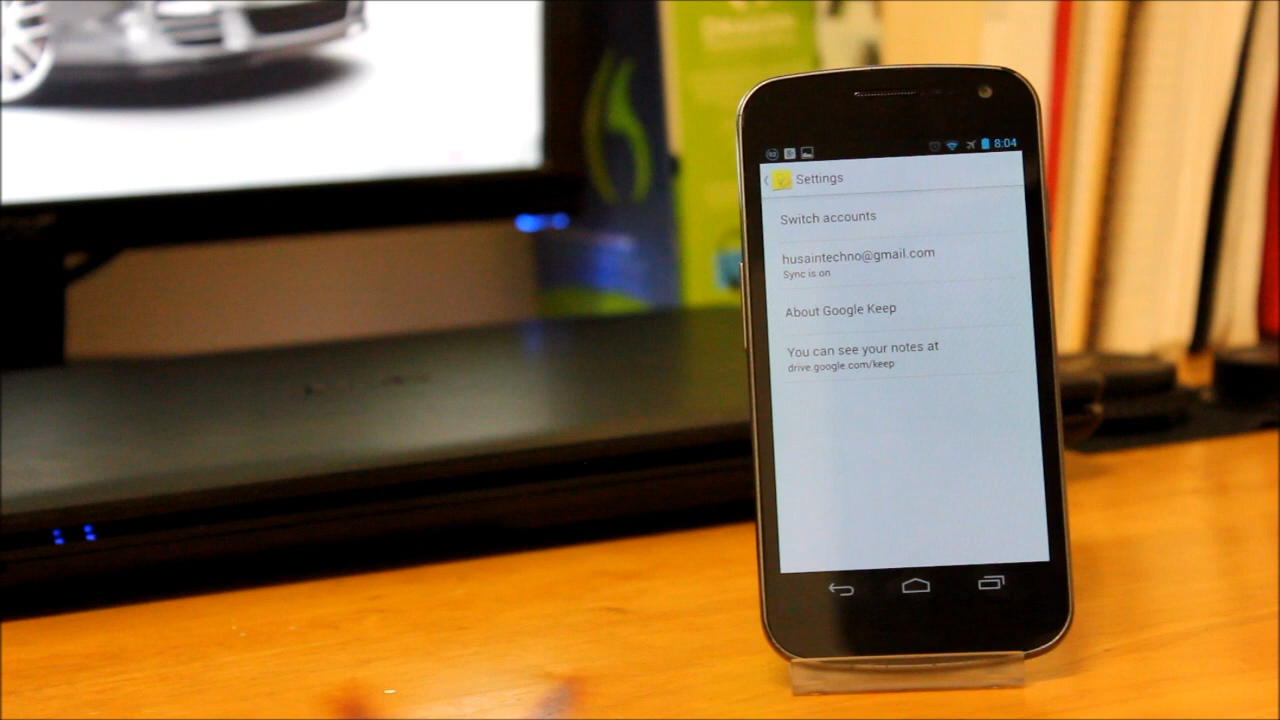 8:04
Settings
Switch accounts
husaintechno@gmail.com
Sync is on
About Google Keep
You can see your notes at
drive.google.com/keep